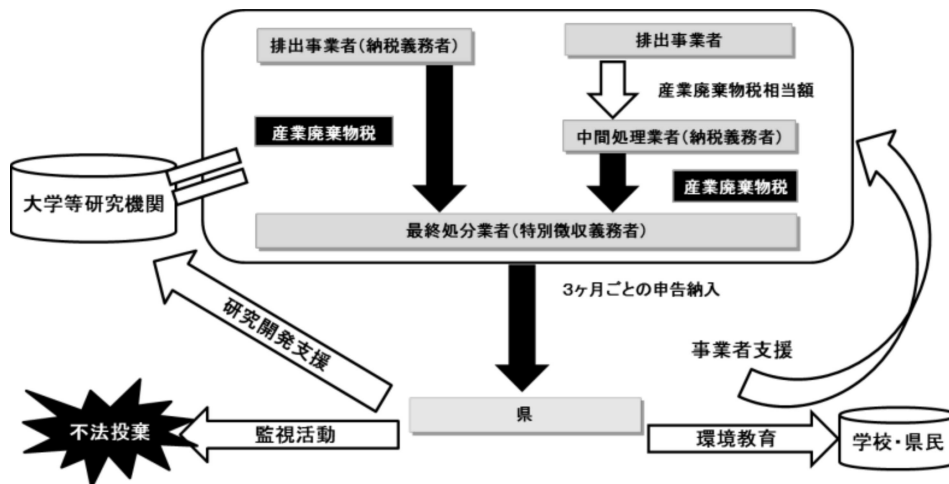 排出事業者（納税義務者）
排出事業者
産業廃棄物税相当額
産業廃棄物税
中間処理業者（納税義務者）
産業廃棄物税
大学等研究機関
最終処分業者（特別徴収義務者）
3ヶ月ごとの申告納入
研究開発支援
事業者支援
県
不法投棄
監視活動
環境教育
学校・県民